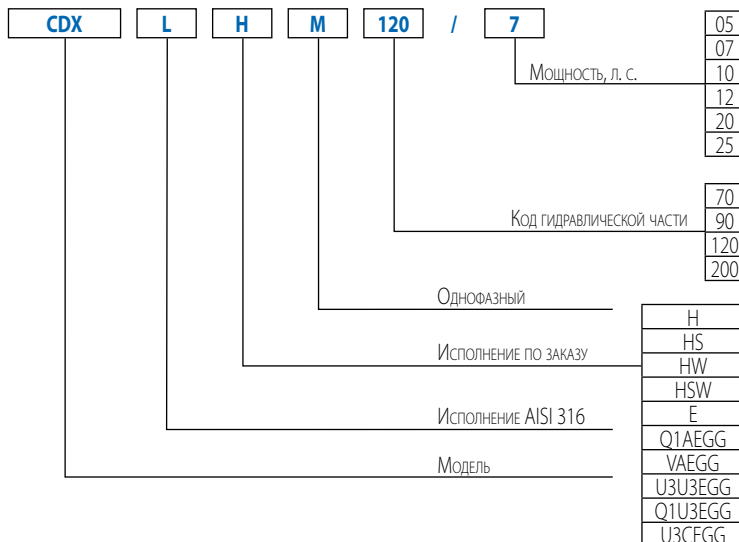 CDX L H M 120 / 7
05
07
Мощность, л. с. 10
12
20
25
70
Код гидравлической части 90
120
200
Однофазный
H
HS
Исполнение по заказу HW
HSW
E
Исполнение AISI 316
Q1AEGG
VAEGG
Модель
U3U3EGG
Q1U3EGG
U3CEGG